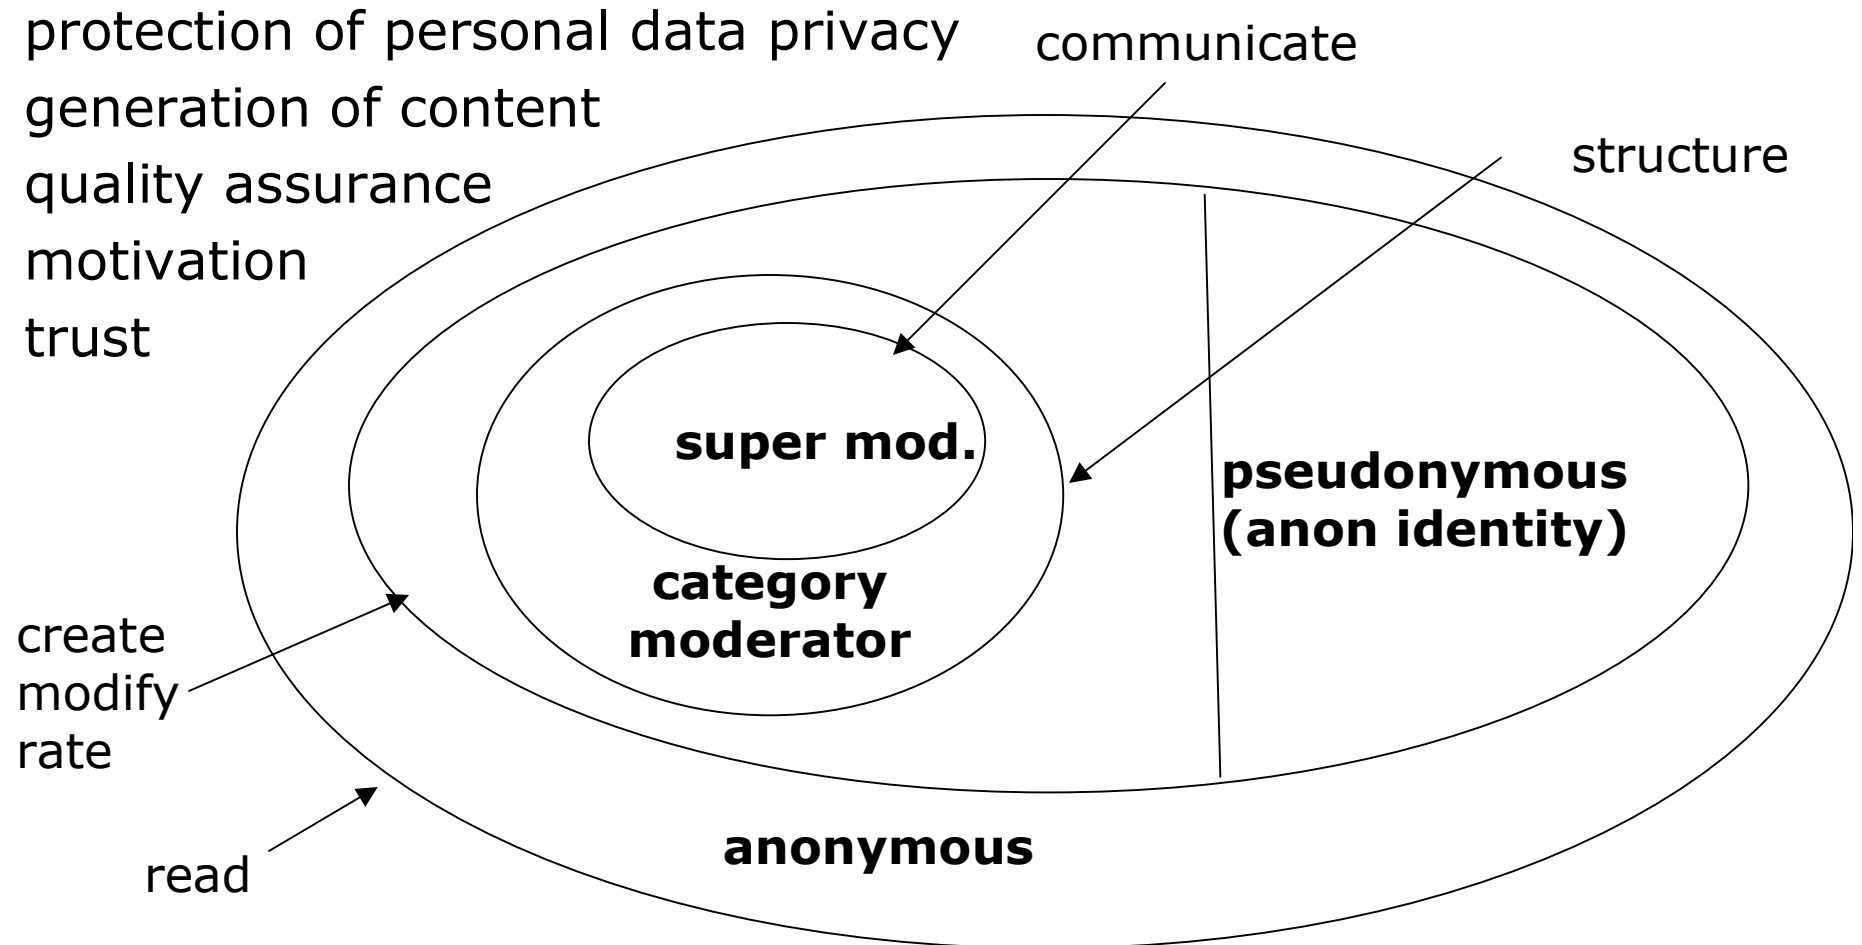 protection of personal data privacy
generation of content
quality assurance
motivation
trust
communicate
structure
super mod.
category
moderator
pseudonymous
(anon identity)
create
modify
rate
read
anonymous